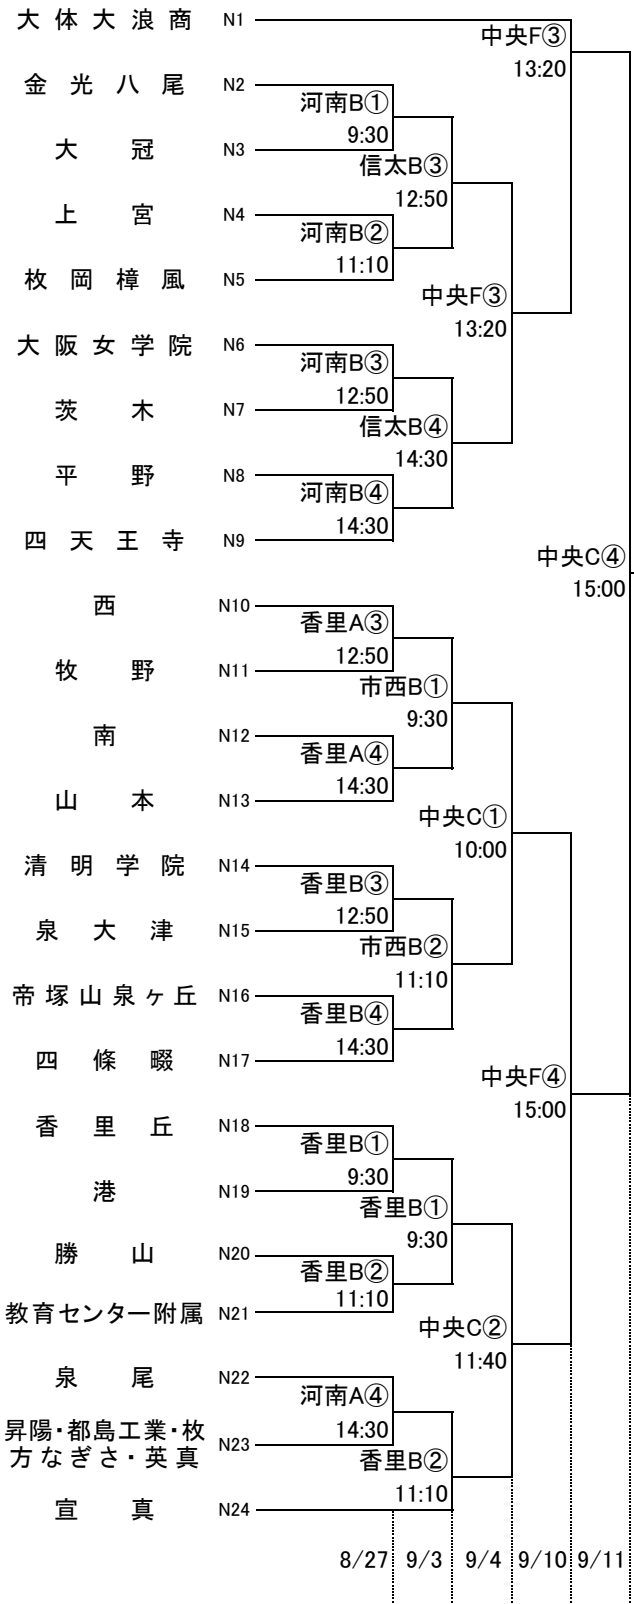 大体大浪商 N1
中央F③
13:20
金光八尾 N2
河南B①
9:30
大冠 N3
信太B③
12:50
上宮 N4
河南B②
11:10
枚岡樟風 N5
中央F③
13:20
大阪女学院 N6
河南B③
12:50
茨木 N7
信太B④
14:30
平野 N8
河南B④
14:30
四天王寺 N9
中央C④
15:00
西 N10
香里A③
12:50
牧野 N11
市西B①
9:30
南 N12
香里A④
14:30
山本 N13
中央C①
10:00
清明学院 N14
香里B③
12:50
泉大津 N15
市西B②
11:10
帝塚山泉ヶ丘 N16
香里B④
14:30
四條畷 N17
中央F④
15:00
香里丘 N18
香里B①
9:30
港 N19
香里B①
9:30
勝山 N20
香里B②
11:10
教育センター附属 N21
中央C②
11:40
泉尾 N22
河南A④
14:30
昇陽・都島工業・枚
方なぎさ・英真 N23
香里B②
11:10
宣真 N24
8/27 9/3 9/4 9/10 9/11